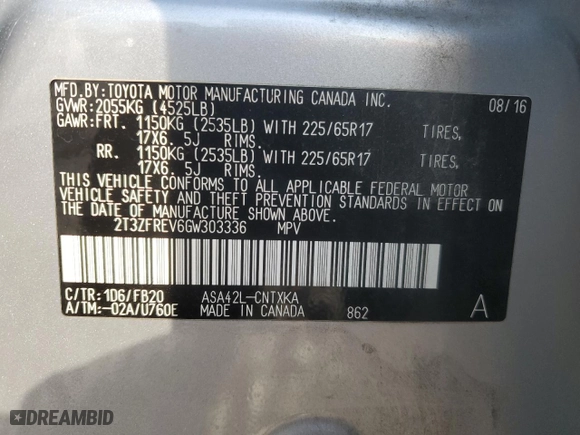 MFD.BY:TOYOTA MOTOR MANUFACTURING CANADA INC.
GVWR:2055KG (4525LB) 08/16
GAWR:FRT. 1150KG (2535LB) WITH 225/65R17 TIRES,
17X6. 5J RIMS.
RR. 1150KG (2535LB) WITH 225/65R17 TIRES,
17X6. 5J RIMS.
THIS VEHICLE CONFORMS TO ALL APPLICABLE FEDERAL MOTOR
VEHICLE SAFETY AND THEFT PREVENTION STANDARDS IN EFFECT ON
THE DATE OF MANUFACTURE SHOWN ABOVE.
2T3ZFREV6GW303336 MPV
C/TR:1D6/FB20 ASA42L-CNTXKA
A/TM:-02A/U760E MADE IN CANADA 862 A
DREAMBID